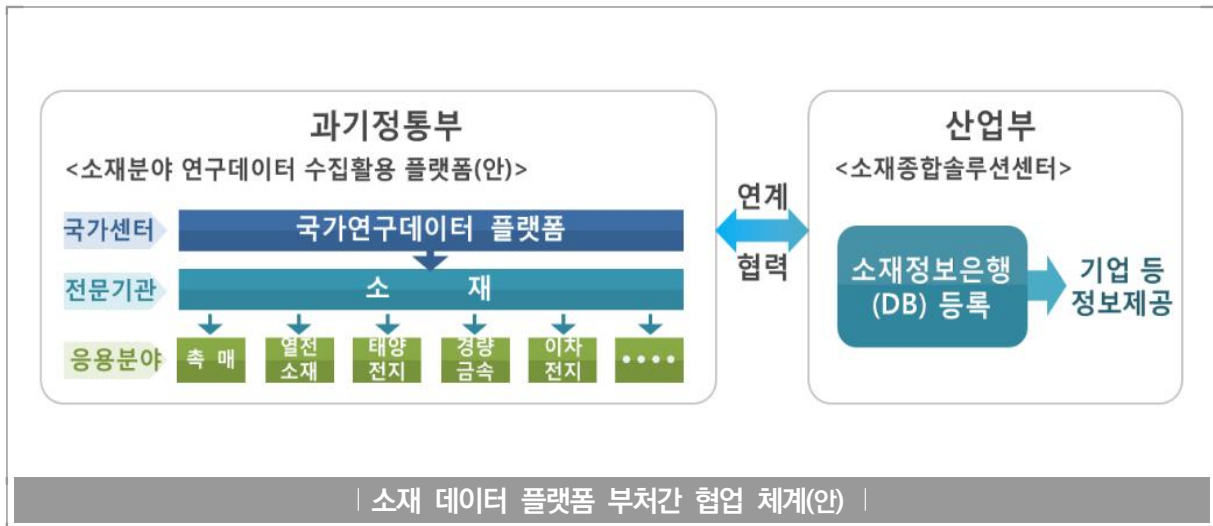 과기정통부
<소재분야 연구데이터 수집활용 플랫폼(안)>
국가센터
국가연구데이터 플랫폼
전문기관
소 재
응용분야
촉 매
열전
소재
태양
전지
경량
금속
이차
전지
••••
연계
협력
산업부
<소재종합솔루션센터>
소재정보은행
(DB) 등록
기업 등
정보제공
| 소재 데이터 플랫폼 부처간 협업 체계(안) |